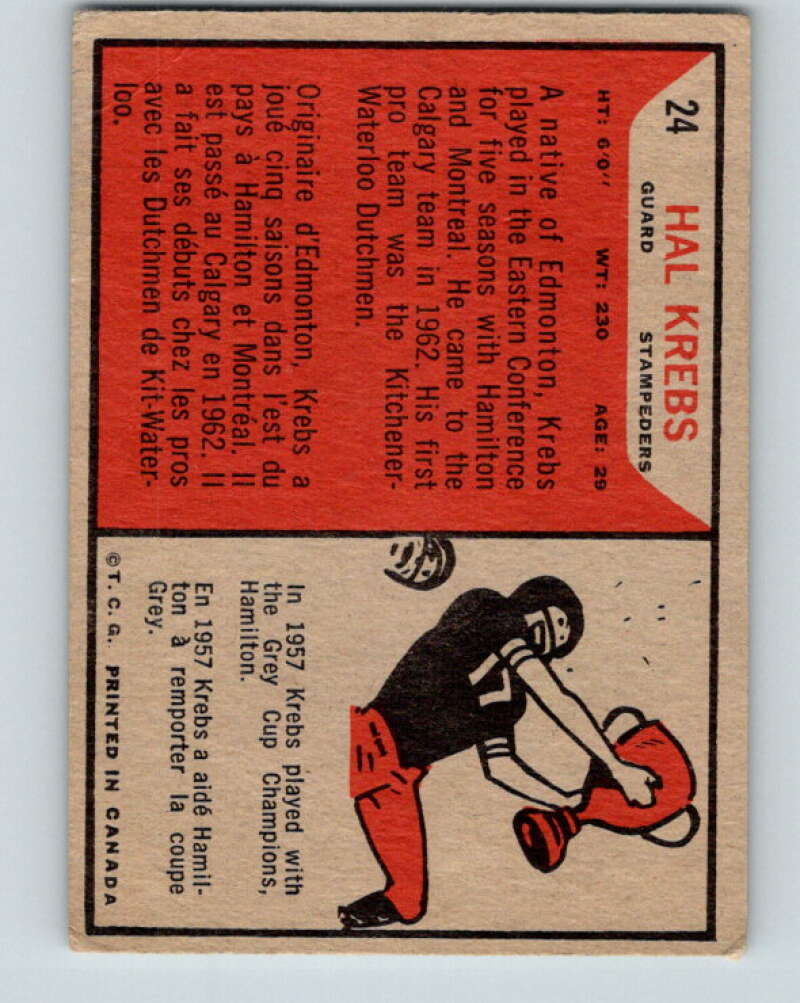 24 HAL KREBS
GUARD STAMPEDERS
HT: 6'0" WT: 230 AGE: 29
A native of Edmonton, Krebs
played in the Eastern Conference
for five seasons with Hamilton
and Montreal. He came to the
Calgary team in 1962. His first
pro team was the Kitchener-
Waterloo Dutchmen.
Originaire d'Edmonton, Krebs a
joué cinq saisons dans l'est du
pays à Hamilton et Montréal. Il
est passé au Calgary en 1962. Il
a fait ses débuts chez les pros
avec les Dutchmen de Kit-Water-
loo.
In 1957 Krebs played with
the Grey Cup Champions,
Hamilton.
En 1957 Krebs a aidé Hamil-
ton à remporter la coupe
Grey.
© T. C. G. PRINTED IN CANADA